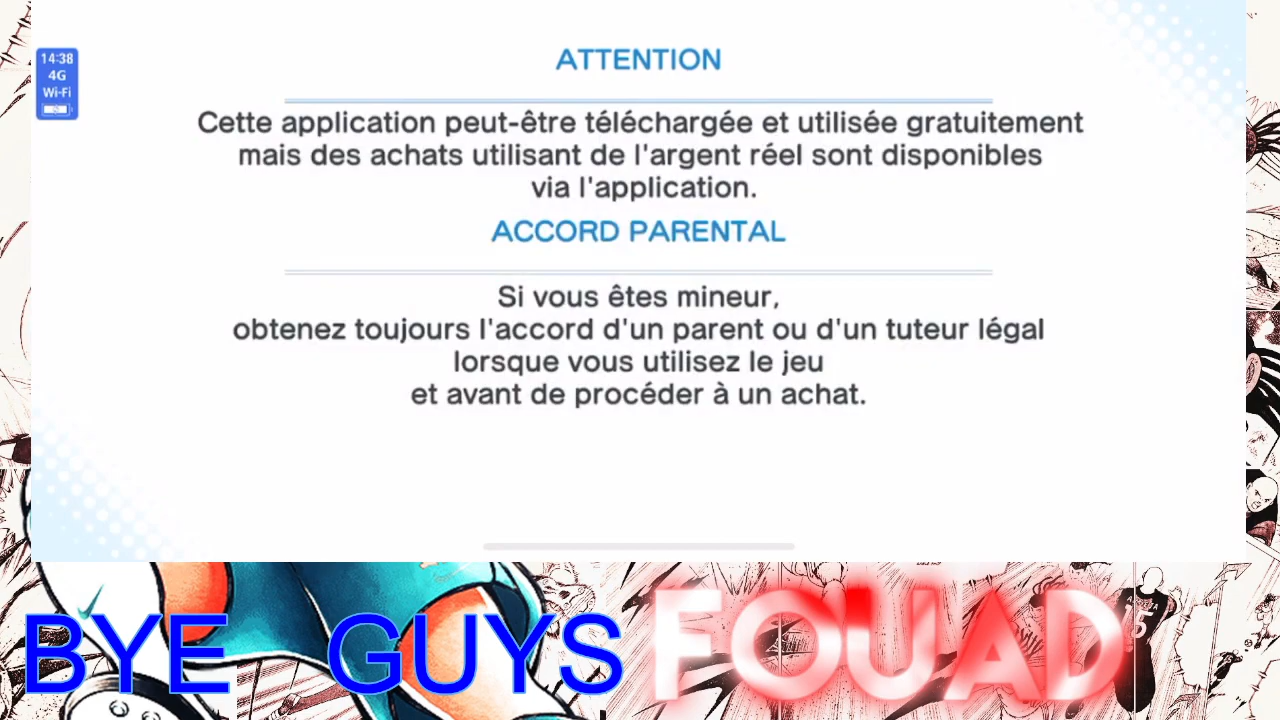 14:38
4G
Wi-Fi
ATTENTION
Cette application peut-être téléchargée et utilisée gratuitement
mais des achats utilisant de l'argent réel sont disponibles
via l'application.
ACCORD PARENTAL
Si vous êtes mineur,
obtenez toujours l'accord d'un parent ou d'un tuteur légal
lorsque vous utilisez le jeu
et avant de procéder à un achat.
BYE GUYS FOUAD